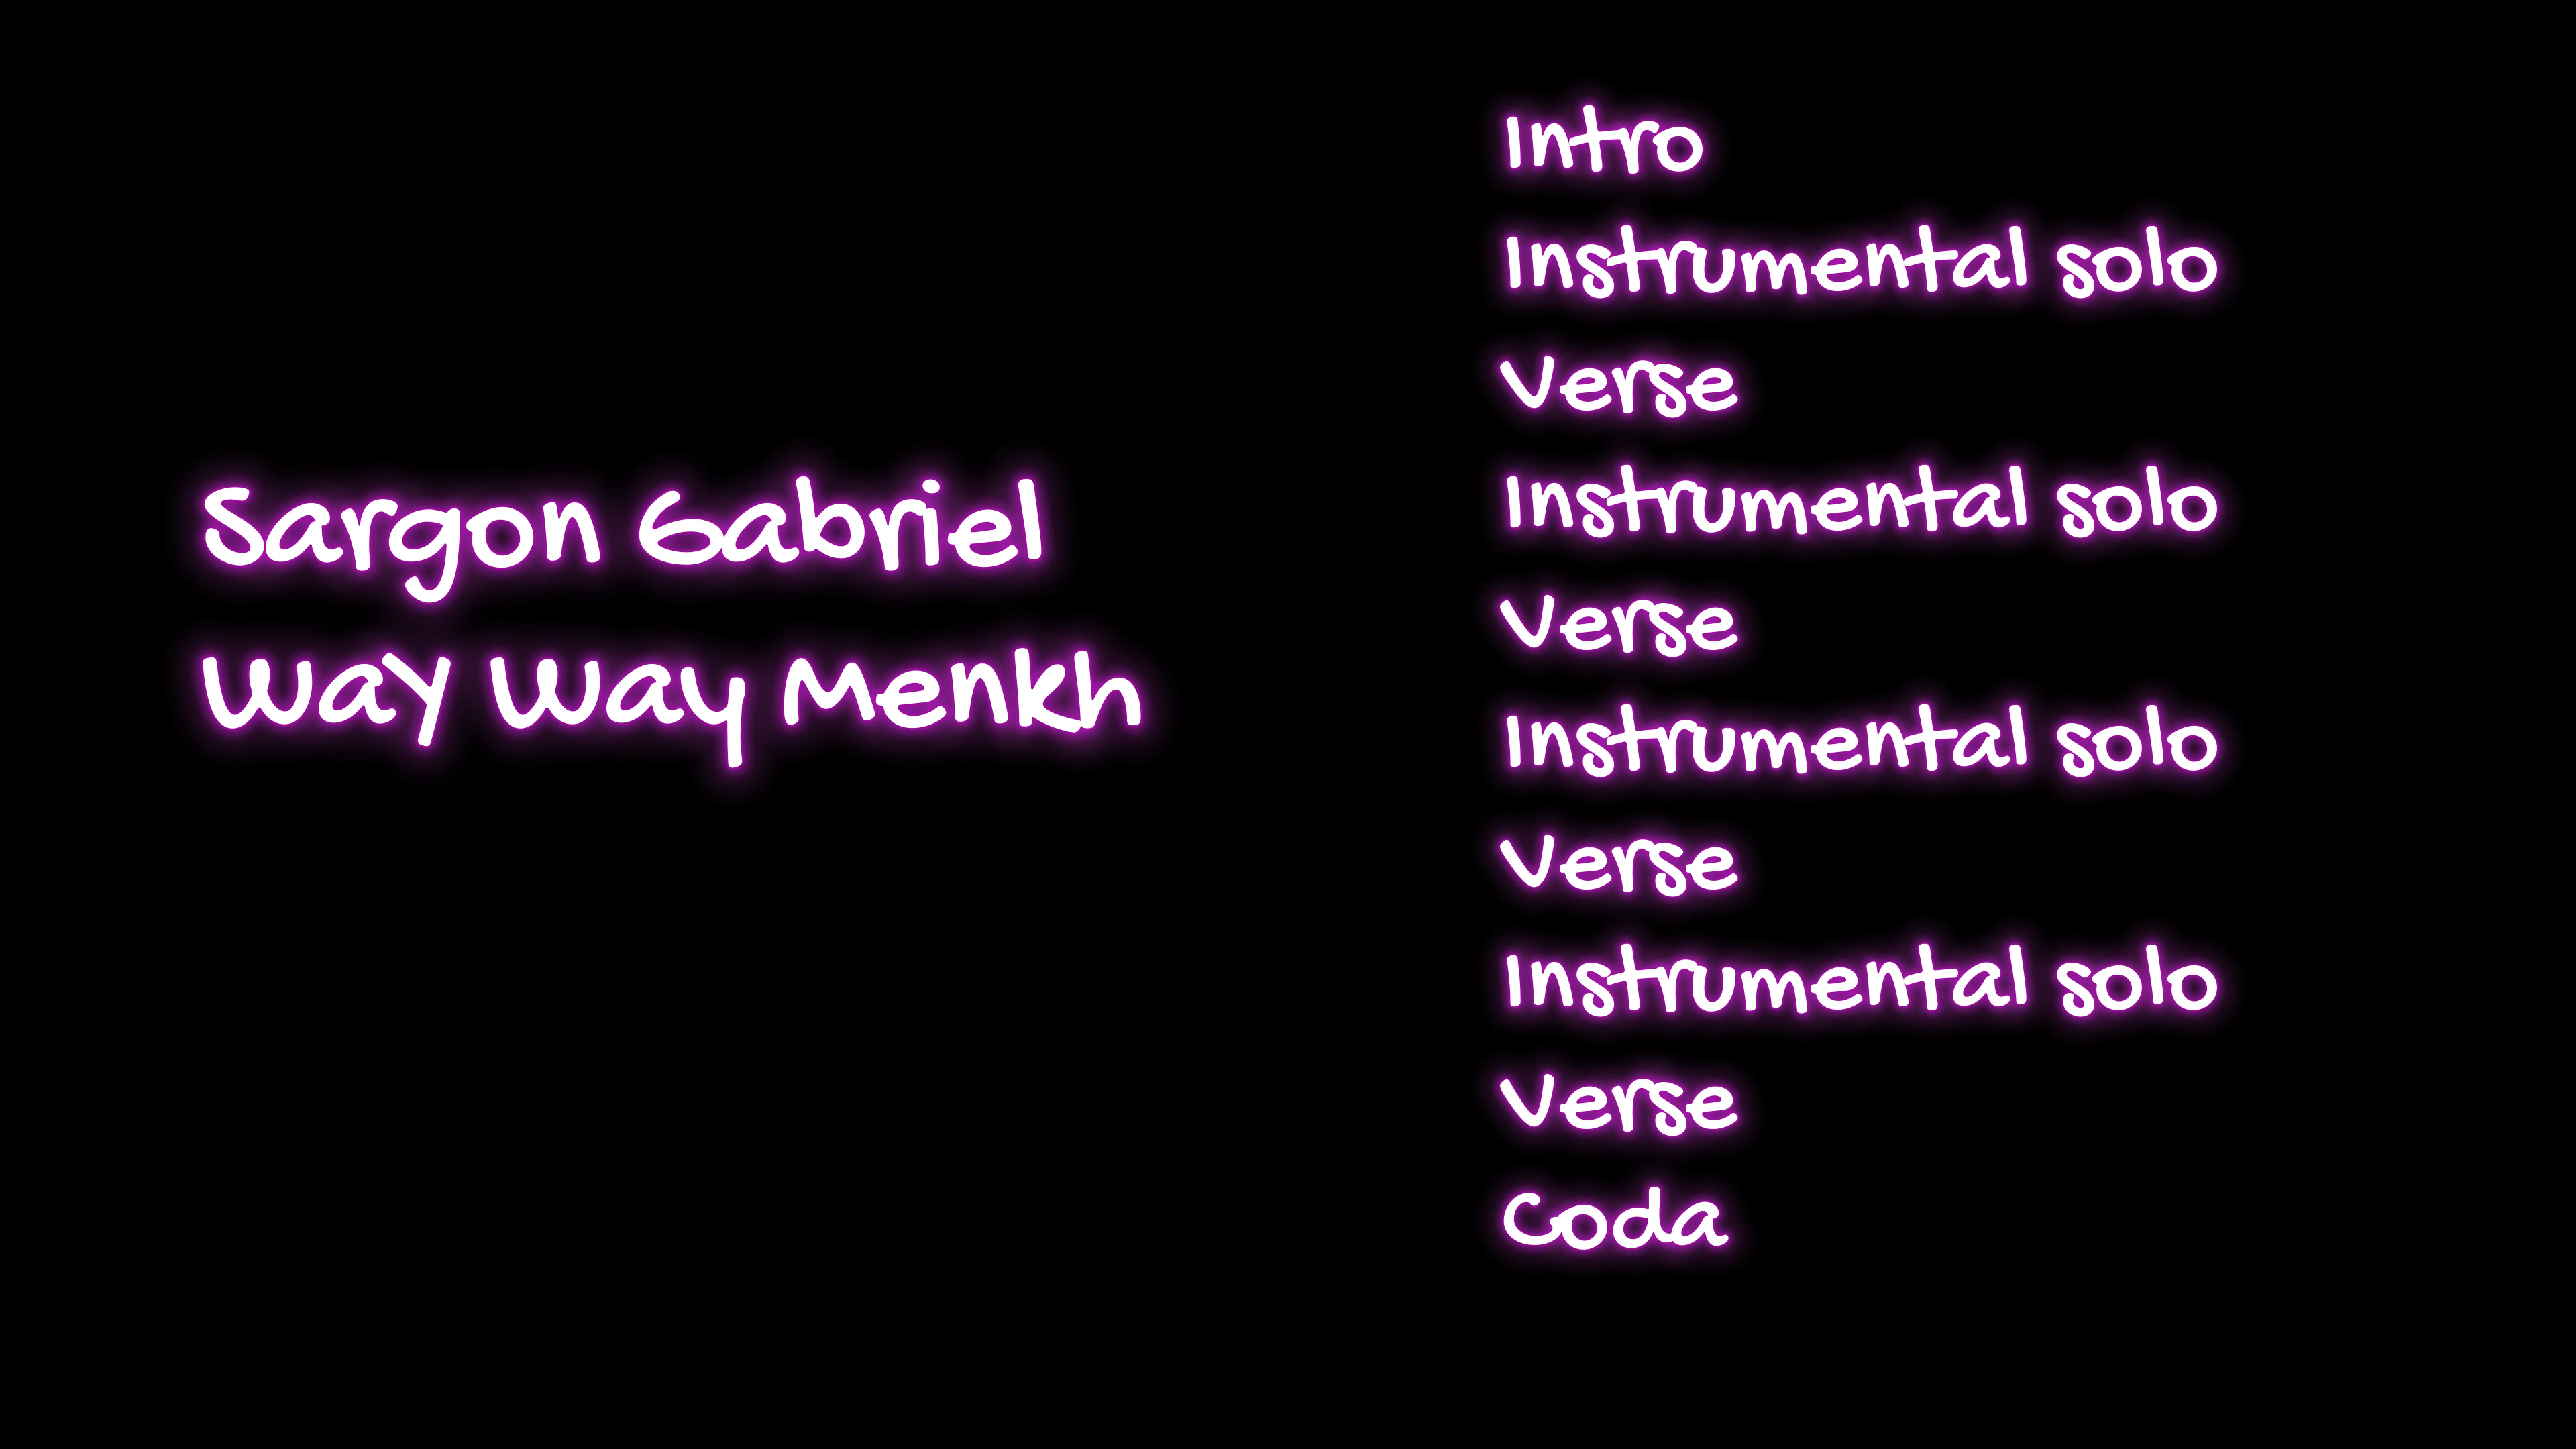 Sargon Gabriel
Way Way Menkh
Intro
Instrumental solo
Verse
Instrumental solo
Verse
Instrumental solo
Verse
Instrumental solo
Verse
Coda